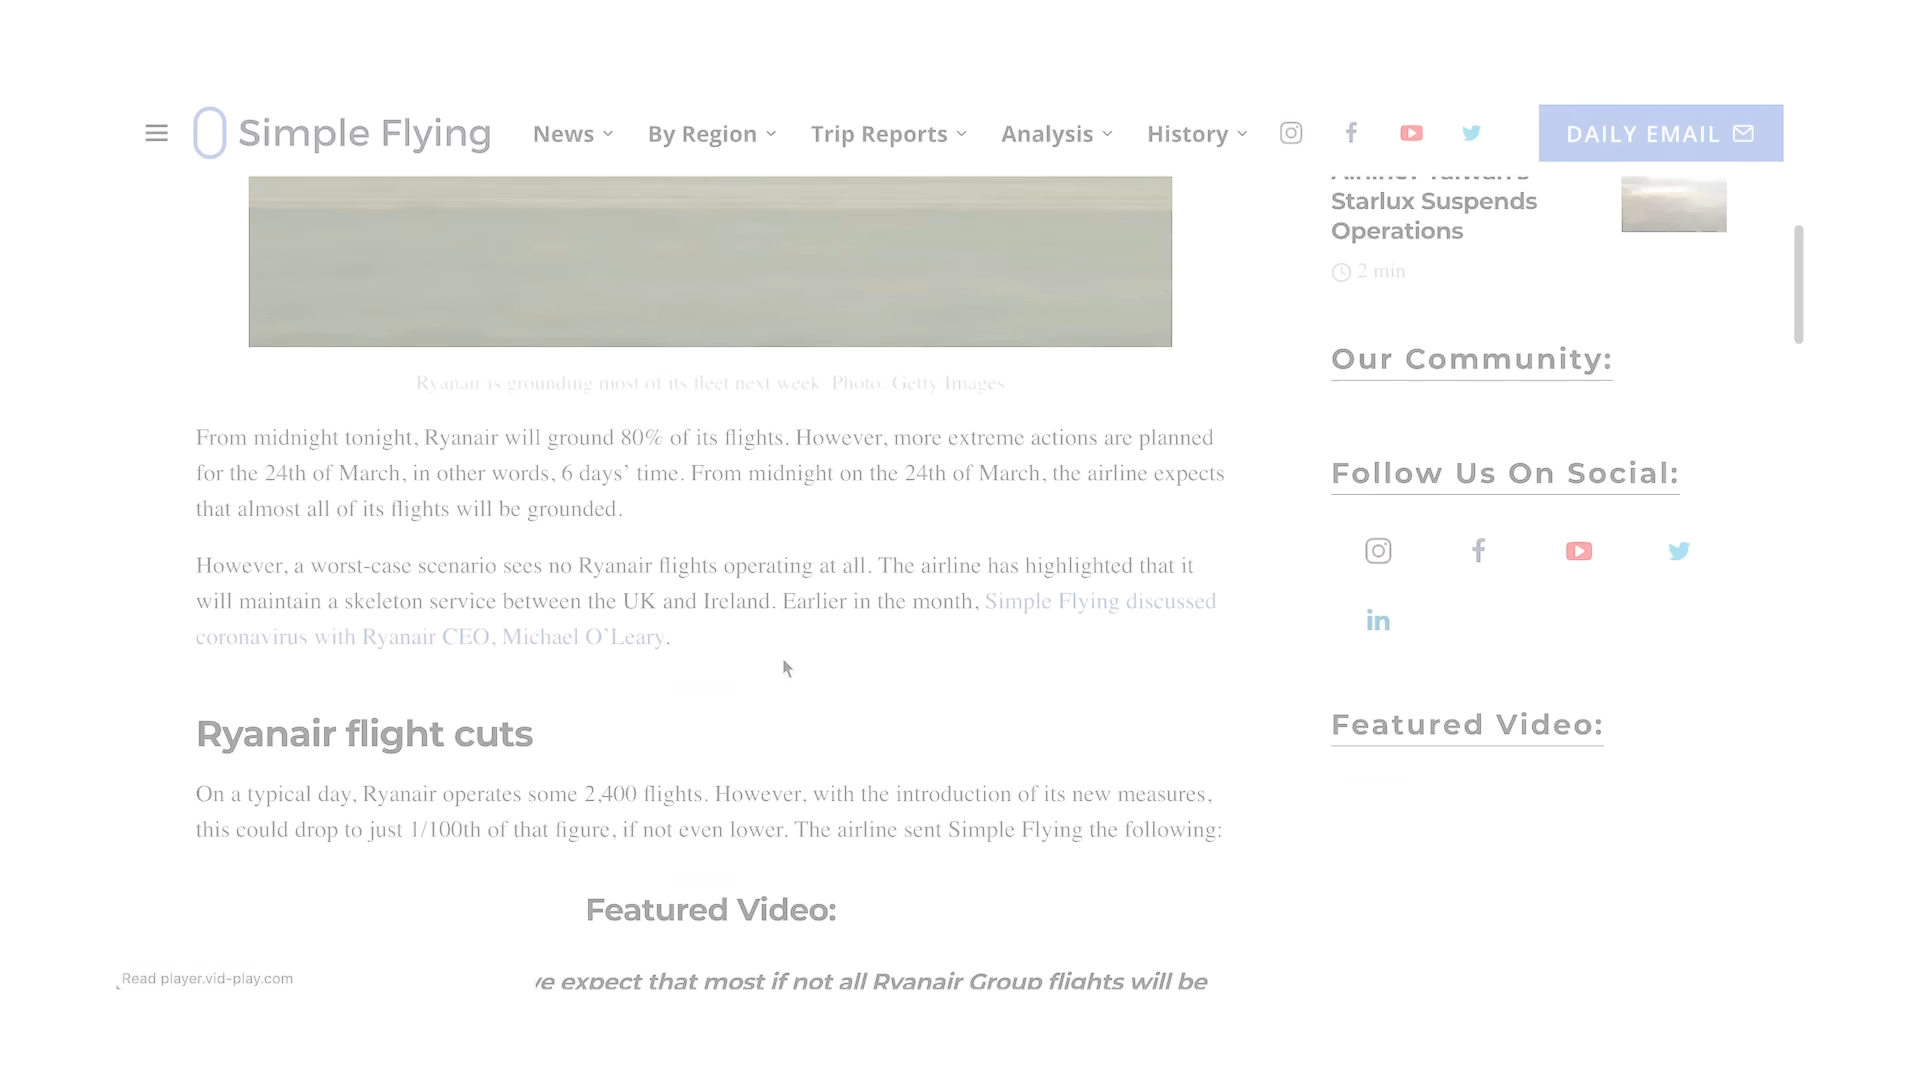 Simple Flying
News
By Region
Trip Reports
Analysis
History
DAILY EMAIL
Starlux Suspends
Operations
2 min
Ryanair is grounding most of its fleet next week. Photo: Getty Images
From midnight tonight, Ryanair will ground 80% of its flights. However, more extreme actions are planned
for the 24th of March, in other words, 6 days’ time. From midnight on the 24th of March, the airline expects
that almost all of its flights will be grounded.
However, a worst-case scenario sees no Ryanair flights operating at all. The airline has highlighted that it
will maintain a skeleton service between the UK and Ireland. Earlier in the month, Simple Flying discussed
coronavirus with Ryanair CEO, Michael O’Leary.
Ryanair flight cuts
On a typical day, Ryanair operates some 2,400 flights. However, with the introduction of its new measures,
this could drop to just 1/100th of that figure, if not even lower. The airline sent Simple Flying the following:
Featured Video:
expect that most if not all Ryanair Group flights will be
Read player.vid-play.com
Our Community:
Follow Us On Social:
in
Featured Video: